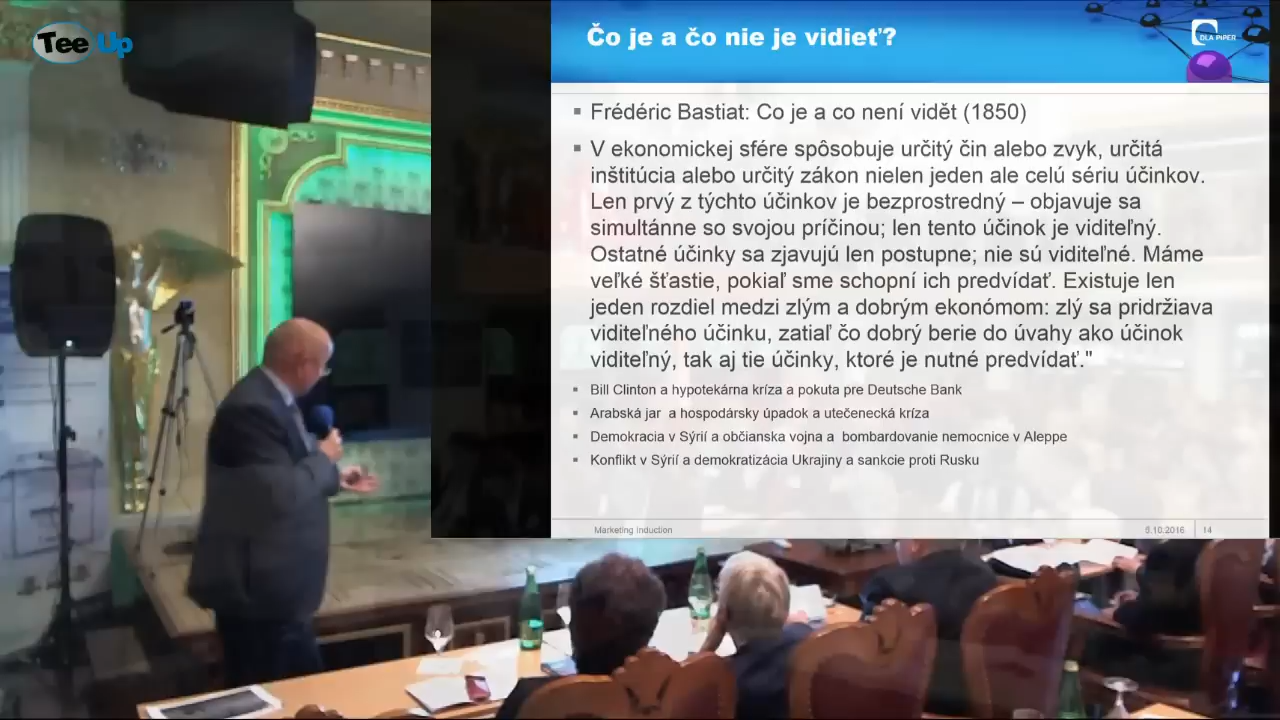 Tee Up
Čo je a čo nie je vidieť?
DLA PIPER
Frédéric Bastiat: Co je a co není vidět (1850)
V ekonomickej sfére spôsobuje určitý čin alebo zvyk, určitá
inštitúcia alebo určitý zákon nielen jeden ale celú sériu účinkov.
Len prvý z týchto účinkov je bezprostredný – objavuje sa
simultánne so svojou príčinou; len tento účinok je viditeľný.
Ostatné účinky sa zjavujú len postupne; nie sú viditeľné. Máme
veľké šťastie, pokiaľ sme schopní ich predvídať. Existuje len
jeden rozdiel medzi zlým a dobrým ekonómom: zlý sa pridržiava
viditeľného účinku, zatiaľ čo dobrý berie do úvahy ako účinok
viditeľný, tak aj tie účinky, ktoré je nutné predvídať."
Bill Clinton a hypotekárna kríza a pokuta pre Deutsche Bank
Arabská jar a hospodársky úpadok a utečenecká kríza
Demokracia v Sýrií a občianska vojna a bombardovanie nemocnice v Aleppe
Konflikt v Sýrií a demokratizácia Ukrajiny a sankcie proti Rusku
Marketing Induction 6.10.2016 14